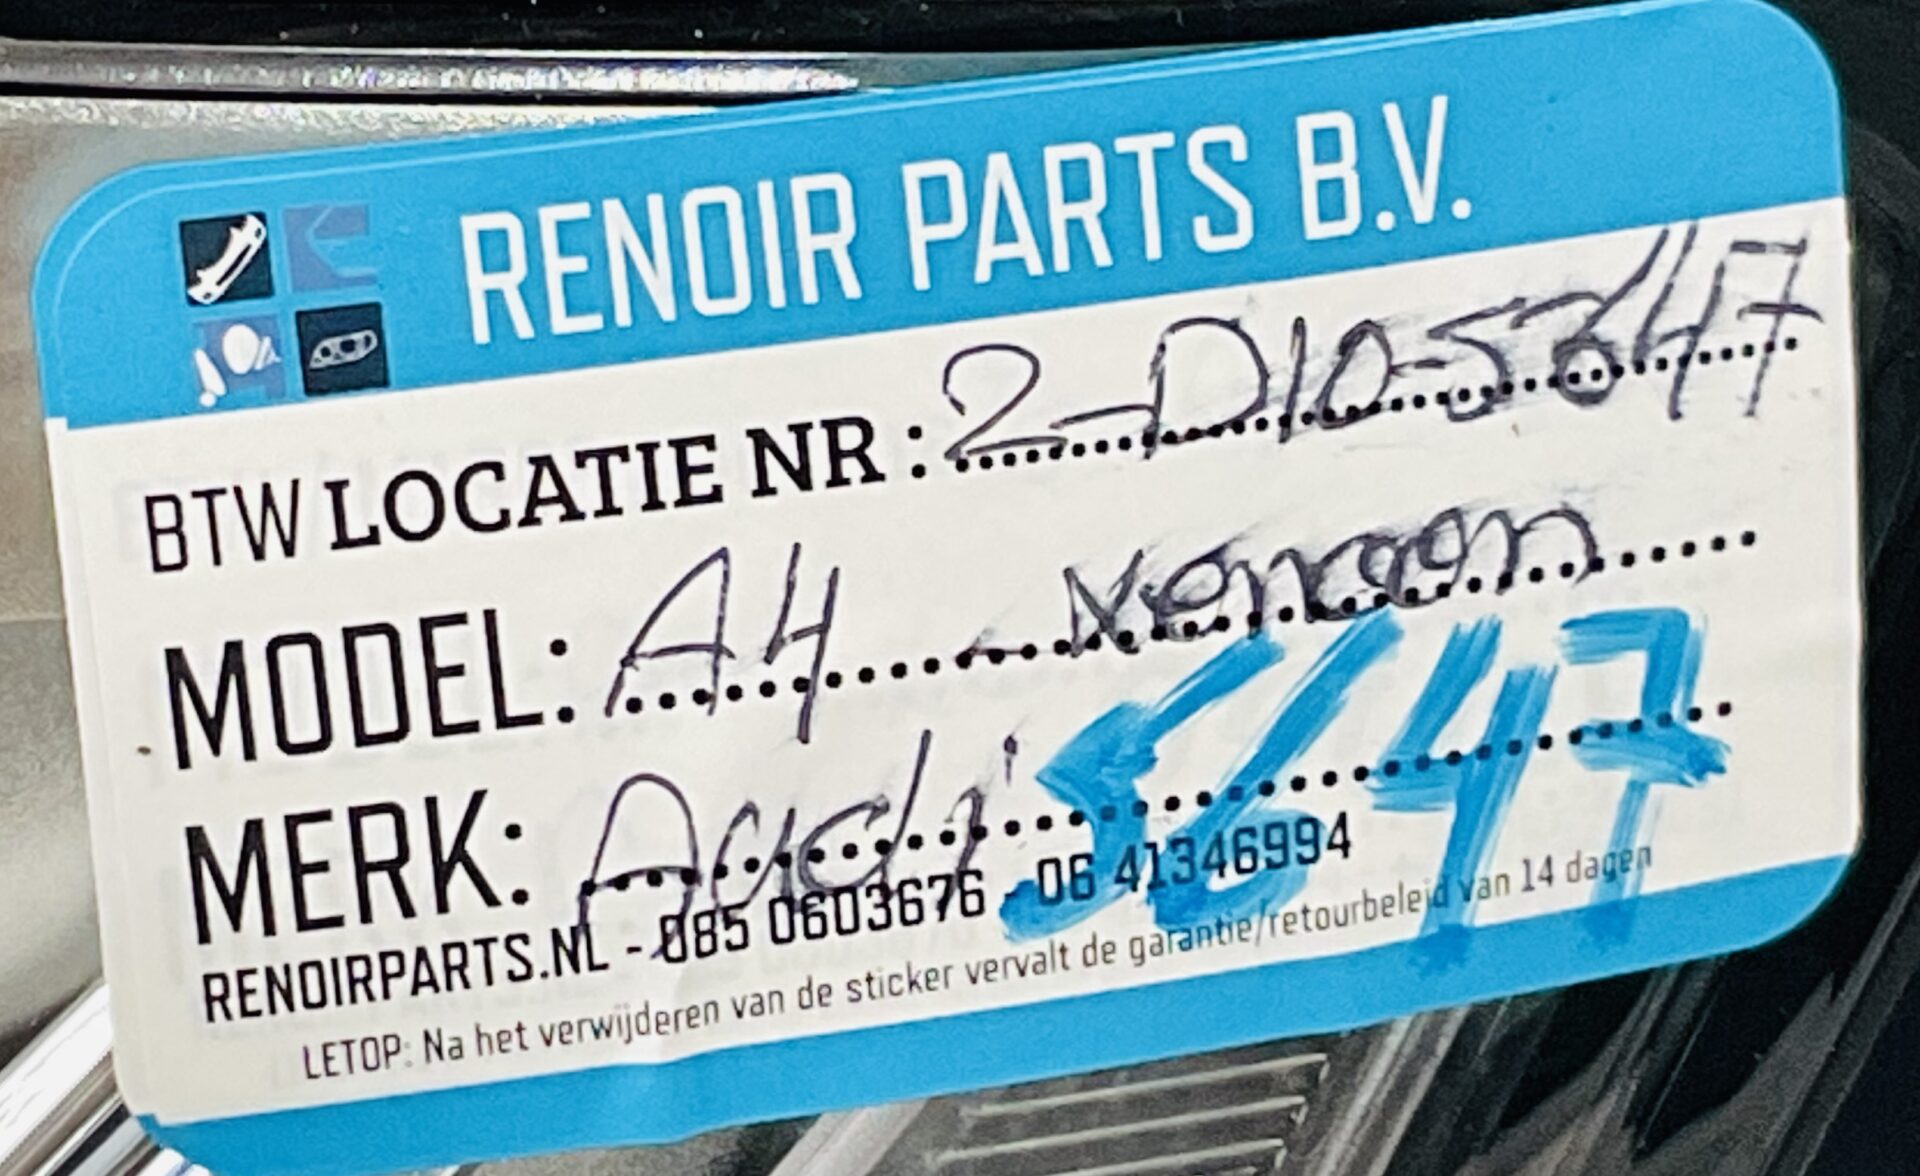 RENOIR PARTS B.V.
BTW LOCATIE NR: 2-D10-5647
MODEL: A4 - xenon
MERK: Audi
5647
RENOIRPARTS.NL - 085 0603676 - 06 41346994
LETOP: Na het verwijderen van de sticker vervalt de garantie/retourbeleid van 14 dagen